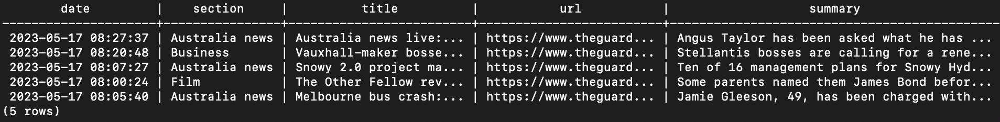 date | section | title | url | summary
---------------------+----------------+--------------------------+-------------------------+---------------------------------------------
2023-05-17 08:27:37 | Australia news | Australia news live:... | https://www.theguard... | Angus Taylor has been asked what he has ...
2023-05-17 08:20:48 | Business | Vauxhall-maker bosse... | https://www.theguard... | Stellantis bosses are calling for a rene...
2023-05-17 08:07:27 | Australia news | Snowy 2.0 project ma... | https://www.theguard... | Ten of 16 management plans for Snowy Hyd...
2023-05-17 08:00:24 | Film | The Other Fellow rev... | https://www.theguard... | Some parents named them James Bond befor...
2023-05-17 08:05:40 | Australia news | Melbourne bus crash:... | https://www.theguard... | Jamie Gleeson, 49, has been charged with...
(5 rows)